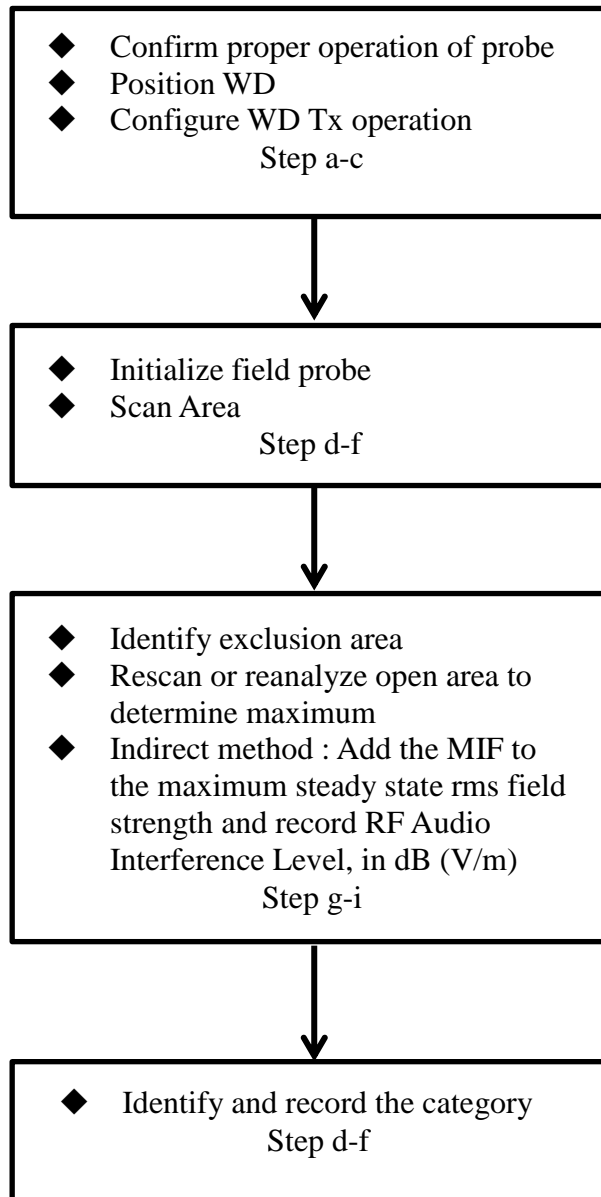 ◆ Confirm proper operation of probe
◆ Position WD
◆ Configure WD Tx operation
Step a-c
◆ Initialize field probe
◆ Scan Area
Step d-f
◆ Identify exclusion area
◆ Rescan or reanalyze open area to
determine maximum
◆ Indirect method : Add the MIF to
the maximum steady state rms field
strength and record RF Audio
Interference Level, in dB (V/m)
Step g-i
◆ Identify and record the category
Step d-f